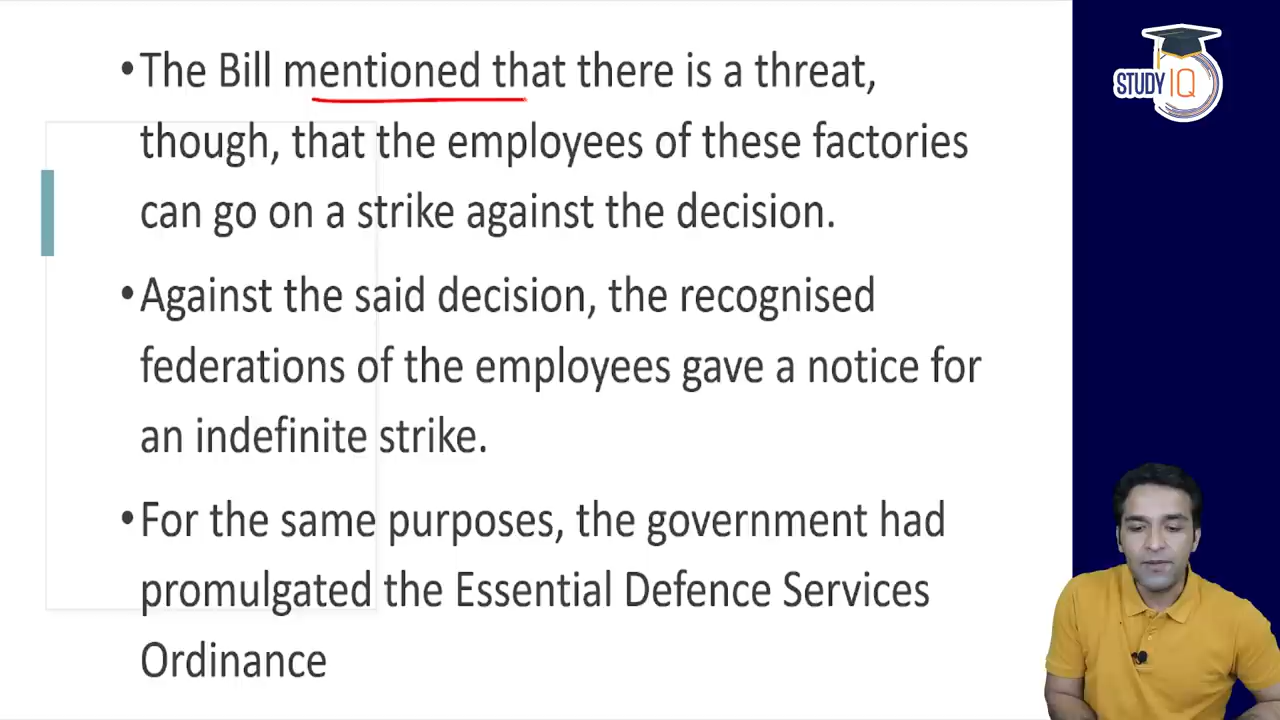 •The Bill mentioned that there is a threat,
though, that the employees of these factories
can go on a strike against the decision.
•Against the said decision, the recognised
federations of the employees gave a notice for
an indefinite strike.
•For the same purposes, the government had
promulgated the Essential Defence Services
Ordinance
STUDY IQ